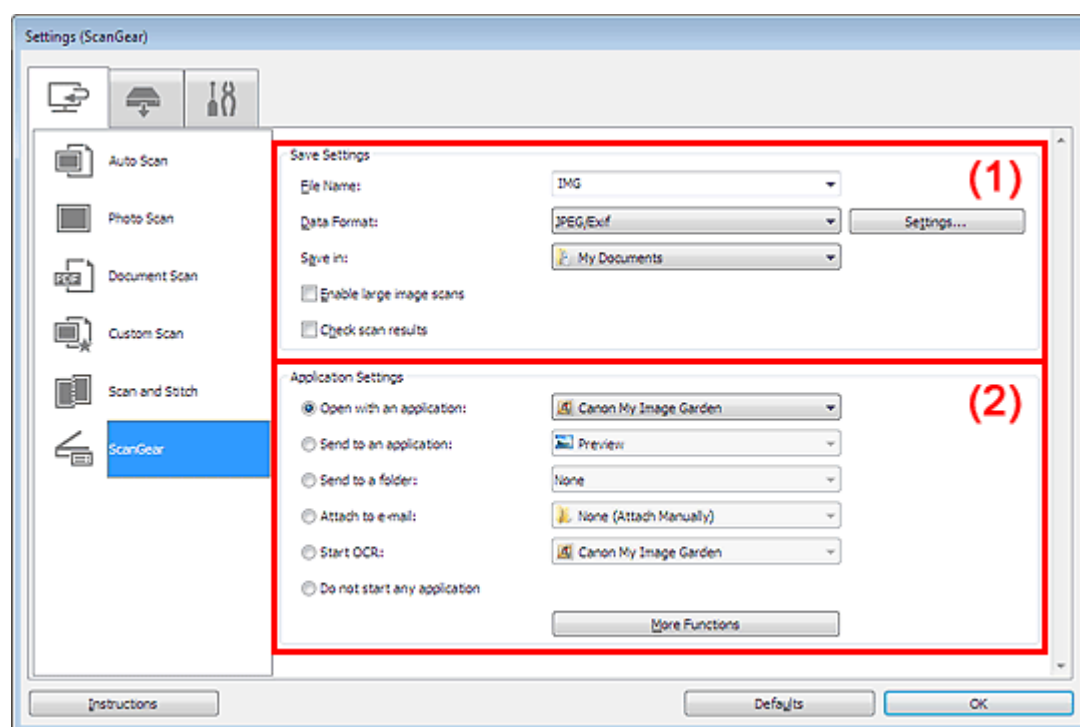 Settings (ScanGear)
Auto Scan
Photo Scan
Document Scan
Custom Scan
Scan and Stitch
ScanGear
Save Settings
(1)
File Name: IMG
Data Format: JPEG/Exif Settings...
Save in: My Documents
Enable large image scans
Check scan results
Application Settings
(2)
Open with an application: Canon My Image Garden
Send to an application: Preview
Send to a folder: None
Attach to e-mail: None (Attach Manually)
Start OCR: Canon My Image Garden
Do not start any application
More Functions
Instructions Defaults OK